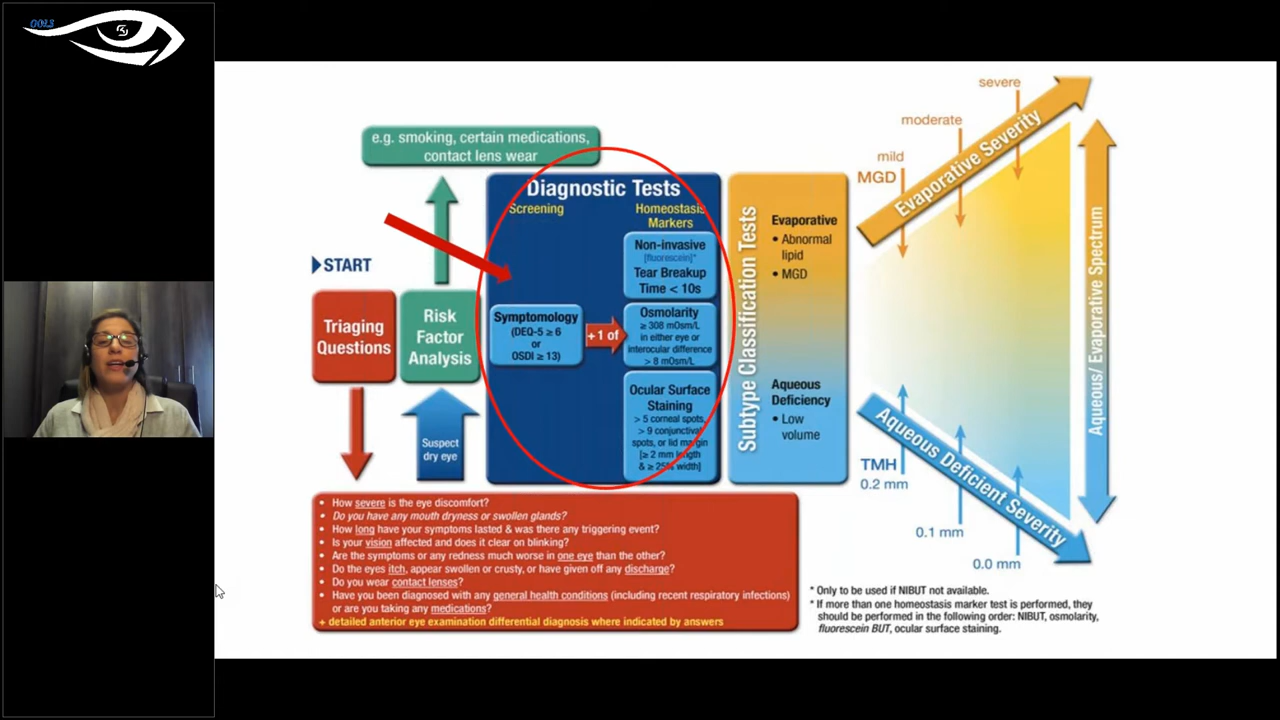 OOLS
e.g. smoking, certain medications,
contact lens wear
START
Triaging
Questions
Risk
Factor
Analysis
Suspect
dry eye
Diagnostic Tests
Screening
Homeostasis
Markers
Symptomology
(DEQ-5 ≥ 6
or
OSDI ≥ 13)
+1 of
Non-invasive
[fluorescein]*
Tear Breakup
Time < 10s
Osmolarity
≥ 308 mOsm/L
in either eye or
interocular difference
> 8 mOsm/L
Ocular Surface
Staining
> 5 corneal spots,
> 9 conjunctival
spots, or lid margin
[≥ 2 mm length
& ≥ 25% width]
Subtype Classification Tests
Evaporative
• Abnormal
lipid
• MGD
Aqueous
Deficiency
• Low
volume
severe
moderate
mild
MGD
Evaporative Severity
Aqueous/ Evaporative Spectrum
Aqueous Deficient Severity
TMH
0.2 mm
0.1 mm
0.0 mm
• How severe is the eye discomfort?
• Do you have any mouth dryness or swollen glands?
• How long have your symptoms lasted & was there any triggering event?
• Is your vision affected and does it clear on blinking?
• Are the symptoms or any redness much worse in one eye than the other?
• Do the eyes itch, appear swollen or crusty, or have given off any discharge?
• Do you wear contact lenses?
• Have you been diagnosed with any general health conditions (including recent respiratory infections)
or are you taking any medications?
+ detailed anterior eye examination differential diagnosis where indicated by answers
* Only to be used if NIBUT not available.
* If more than one homeostasis marker test is performed, they
should be performed in the following order: NIBUT, osmolarity,
fluorescein BUT, ocular surface staining.